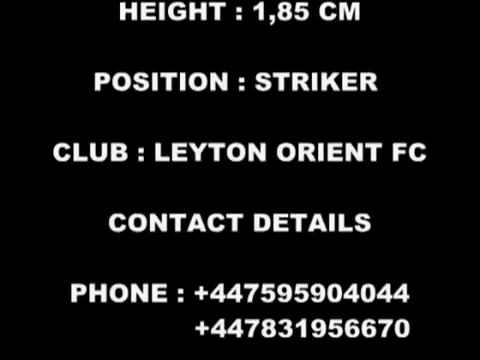 HEIGHT : 1,85 CM
POSITION : STRIKER
CLUB : LEYTON ORIENT FC
CONTACT DETAILS
PHONE : +447595904044
+447831956670